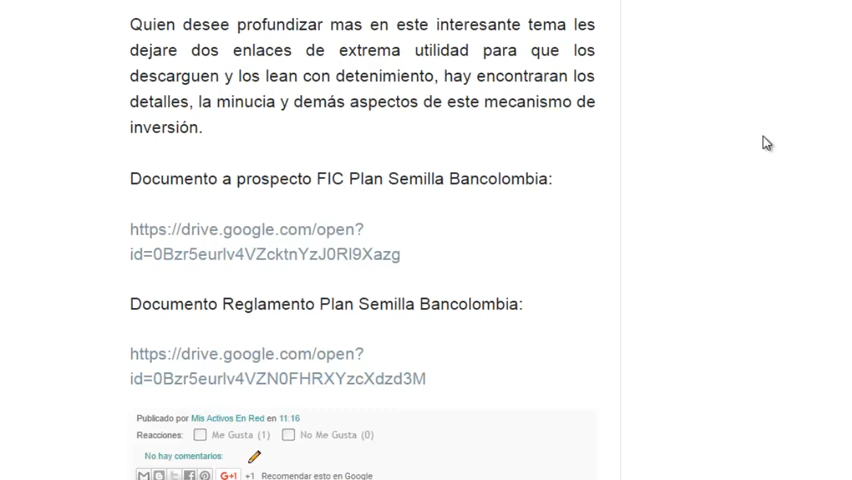 Quien desee profundizar mas en este interesante tema les
dejare dos enlaces de extrema utilidad para que los
descarguen y los lean con detenimiento, hay encontraran los
detalles, la minucia y demás aspectos de este mecanismo de
inversión.
Documento a prospecto FIC Plan Semilla Bancolombia:
https://drive.google.com/open?
id=0Bzr5eurlv4VZcktnYzJ0Rl9Xazg
Documento Reglamento Plan Semilla Bancolombia:
https://drive.google.com/open?
id=0Bzr5eurlv4VZN0FHRXYzcXdzd3M
Publicado por Mis Activos En Red en 11:16
Reacciones: Me Gusta (1) No Me Gusta (0)
No hay comentarios:
G+1 +1 Recomendar esto en Google